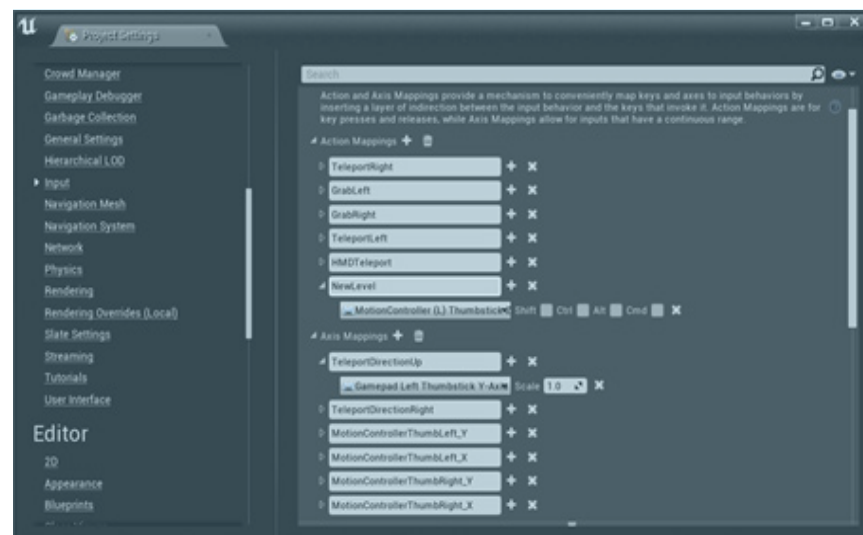 Project Settings
Crowd Manager
Gameplay Debugger
Garbage Collection
General Settings
Hierarchical LOD
Input
Navigation Mesh
Navigation System
Network
Physics
Rendering
Rendering Overrides (Local)
Slate Settings
Streaming
Tutorials
User Interface
Editor
2D
Appearance
Blueprints
Search
Action and Axis Mappings provide a mechanism to conveniently map keys and axes to input behaviors by
inserting a layer of indirection between the input behavior and the keys that invoke it. Action Mappings are for
key presses and releases, while Axis Mappings allow for inputs that have a continuous range.
Action Mappings
TeleportRight
GrabLeft
GrabRight
TeleportLeft
HMDTeleport
NewLevel
MotionController (L) Thumbstick Shift Ctrl Alt Cmd
Axis Mappings
TeleportDirectionUp
Gamepad Left Thumbstick Y-Axis Scale 1.0
TeleportDirectionRight
MotionControllerThumbLeft_Y
MotionControllerThumbLeft_X
MotionControllerThumbRight_Y
MotionControllerThumbRight_X